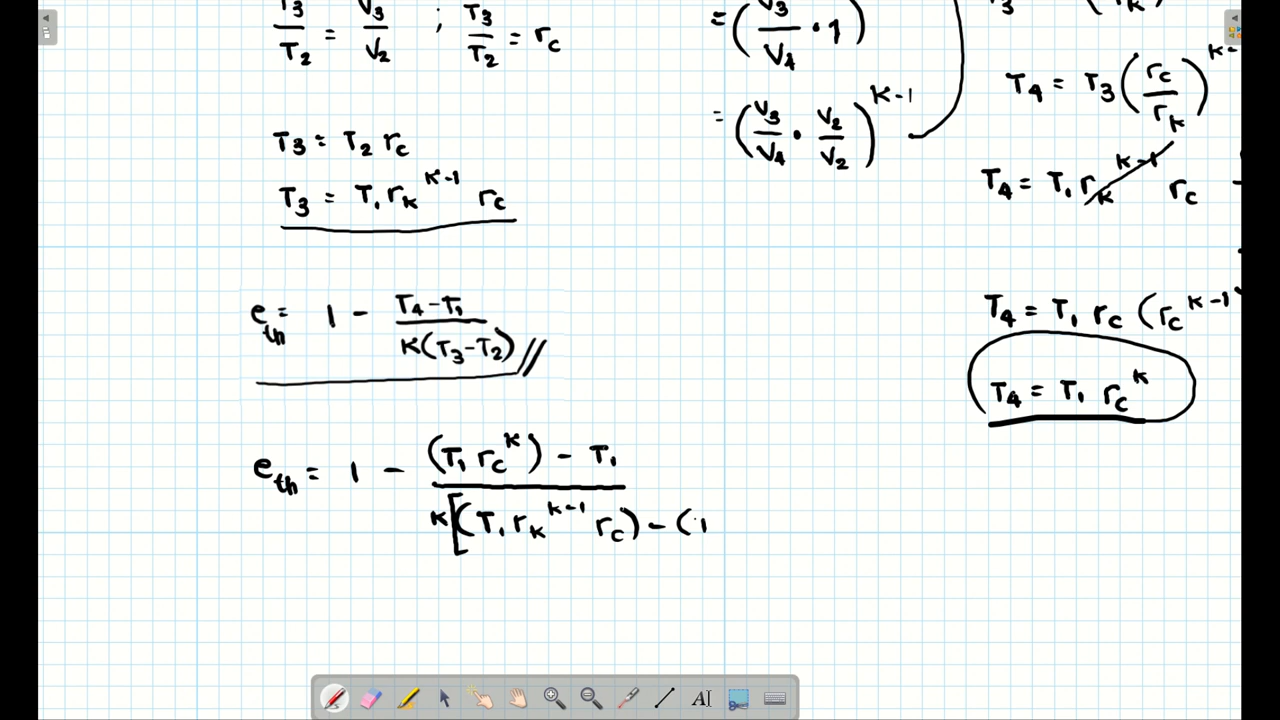 T3/T2 = V3/V2 ; T3/T2 = rc
T3 = T2 rc
T3 = T1 rk^K-1 rc
eth = 1 - T4-T1/K(T3-T2) //
eth = 1 - (T1 rc^K) - T1/K[(T1 rk^K-1 rc) - (
= (V3/V4 · 1)
= (V3/V4 · V2/V2)^K-1
T4 = T3 (rc/rk)
T4 = T1 rk^K-1 rc
T4 = T1 rc (rc^K-1
T4 = T1 rc^K
AI